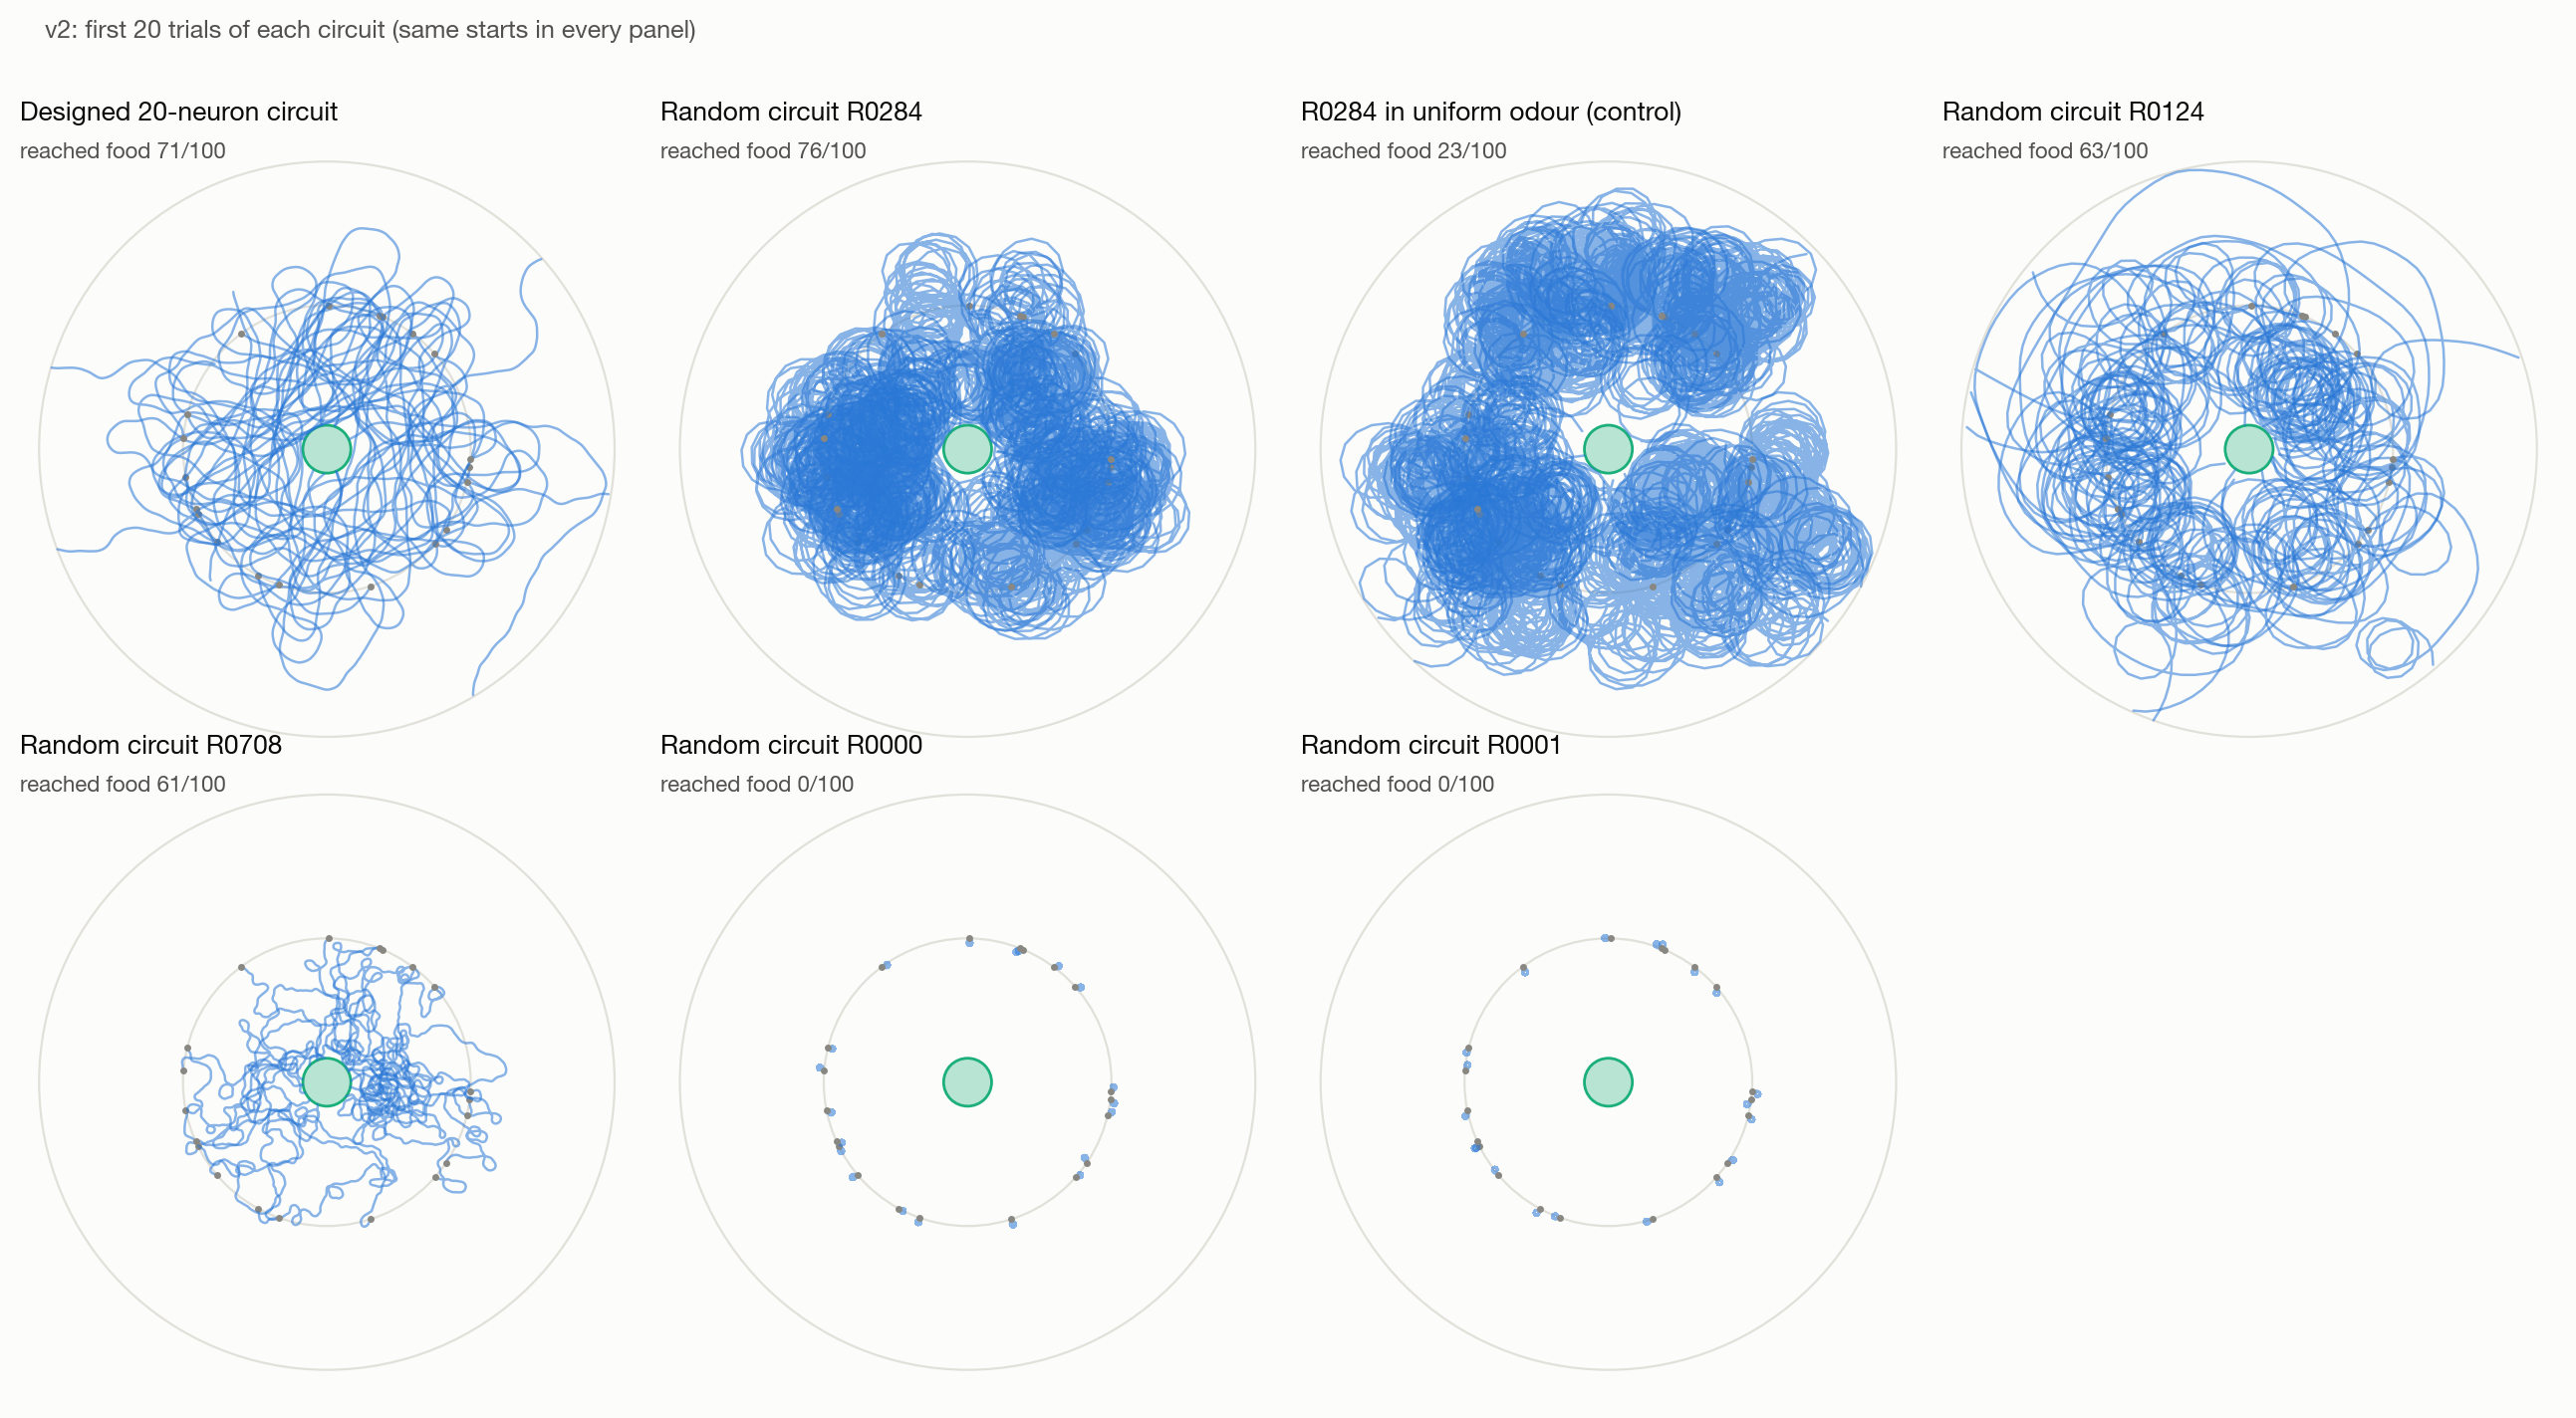 v2: first 20 trials of each circuit (same starts in every panel)
Designed 20-neuron circuit
reached food 71/100
Random circuit R0284
reached food 76/100
R0284 in uniform odour (control)
reached food 23/100
Random circuit R0124
reached food 63/100
Random circuit R0708
reached food 61/100
Random circuit R0000
reached food 0/100
Random circuit R0001
reached food 0/100